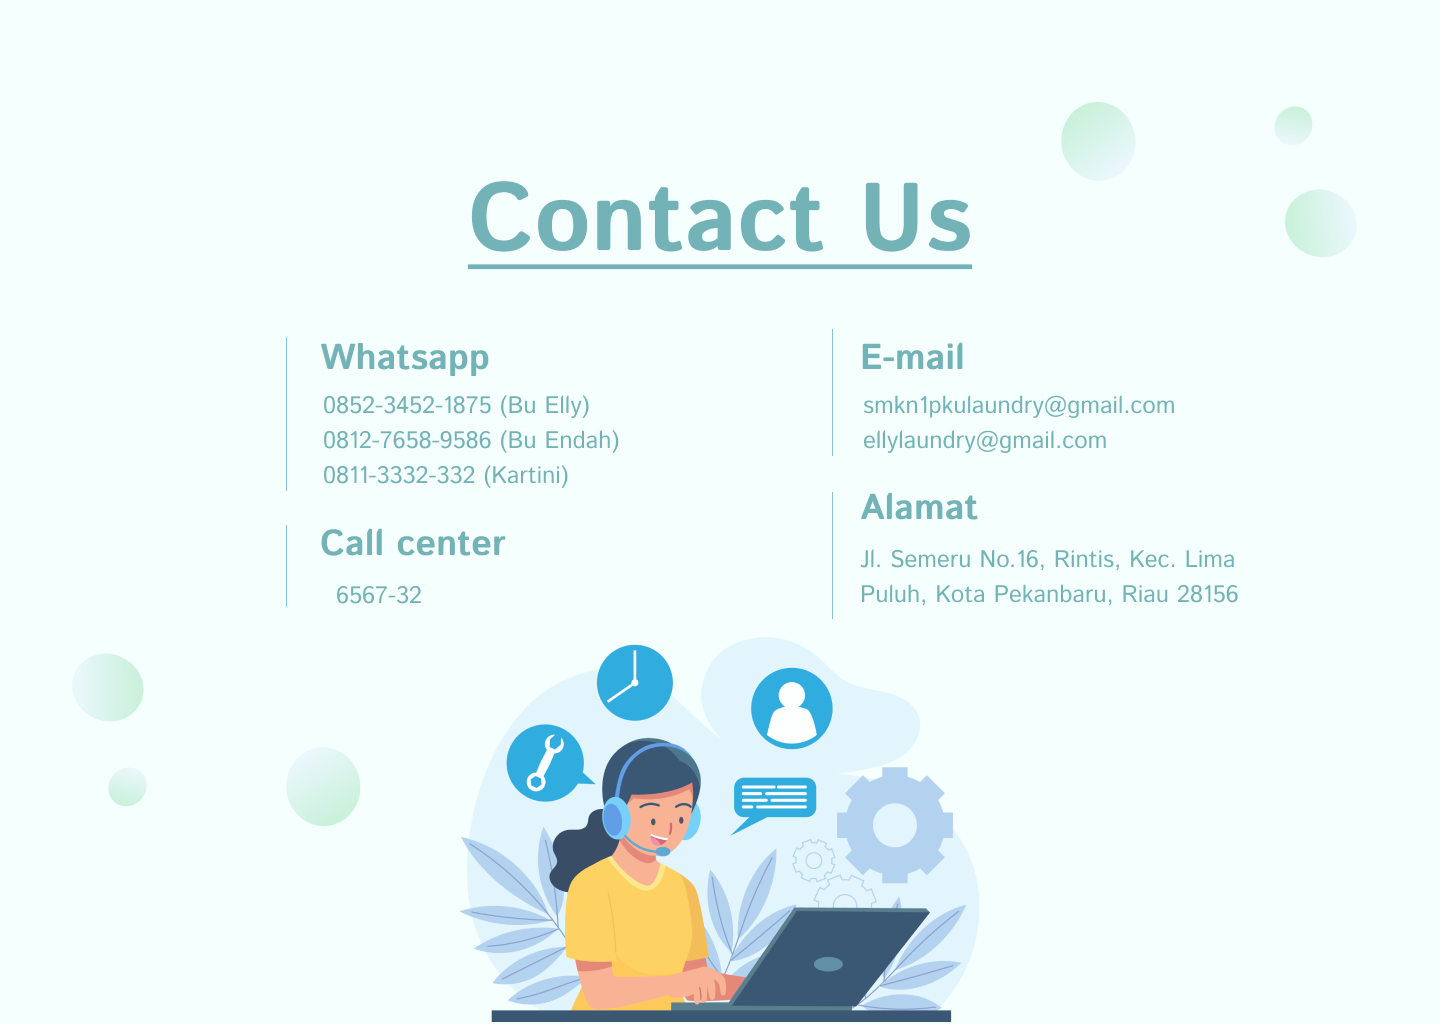 Contact Us
Whatsapp
0852-3452-1875 (Bu Elly)
0812-7658-9586 (Bu Endah)
0811-3332-332 (Kartini)
Call center
6567-32
E-mail
smkn1pkulaundry@gmail.com
ellylaundry@gmail.com
Alamat
Jl. Semeru No.16, Rintis, Kec. Lima
Puluh, Kota Pekanbaru, Riau 28156